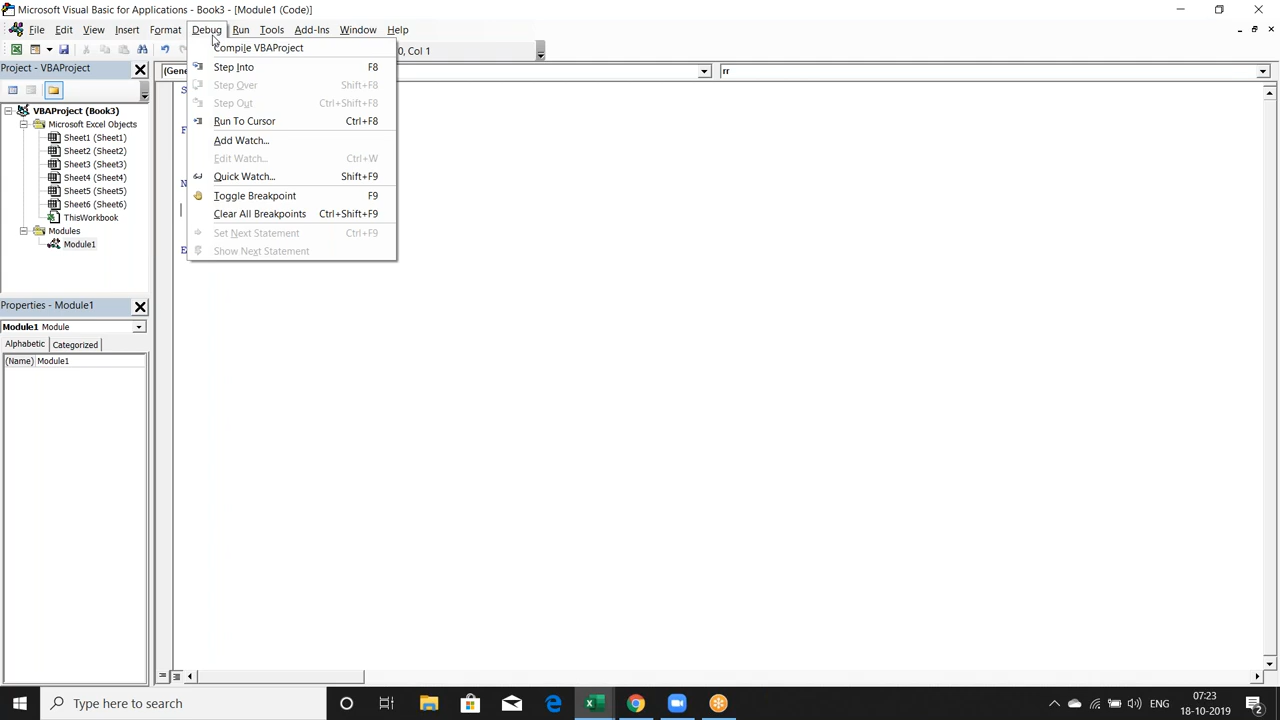 Microsoft Visual Basic for Applications - Book3 - [Module1 (Code)]
File Edit View Insert Format Debug Run Tools Add-Ins Window Help
0, Col 1
Project - VBAProject
(Gene
rr
Compile VBAProject
Step Into F8
Step Over Shift+F8
Step Out Ctrl+Shift+F8
Run To Cursor Ctrl+F8
Add Watch...
Edit Watch... Ctrl+W
Quick Watch... Shift+F9
Toggle Breakpoint F9
Clear All Breakpoints Ctrl+Shift+F9
Set Next Statement Ctrl+F9
Show Next Statement
S
F
N
E
VBAProject (Book3)
Microsoft Excel Objects
Sheet1 (Sheet1)
Sheet2 (Sheet2)
Sheet3 (Sheet3)
Sheet4 (Sheet4)
Sheet5 (Sheet5)
Sheet6 (Sheet6)
ThisWorkbook
Modules
Module1
Properties - Module1
Module1 Module
Alphabetic Categorized
(Name) Module1
Type here to search
ENG
07:23
18-10-2019
2